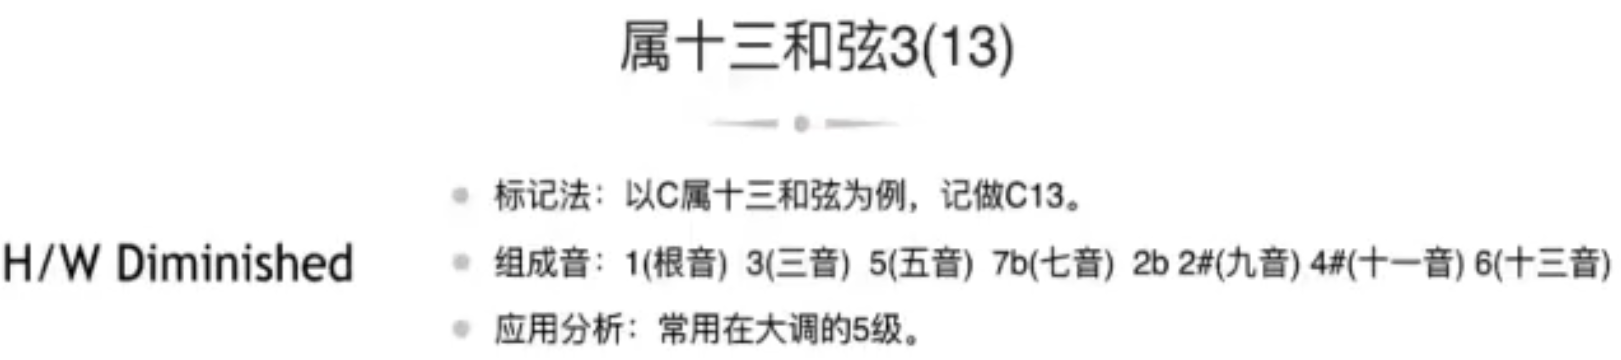 属十三和弦3(13)
标记法：以C属十三和弦为例，记做C13。
H/W Diminished
组成音：1(根音) 3(三音) 5(五音) 7b(七音) 2b 2#(九音) 4#(十一音) 6(十三音)
应用分析：常用在大调的5级。